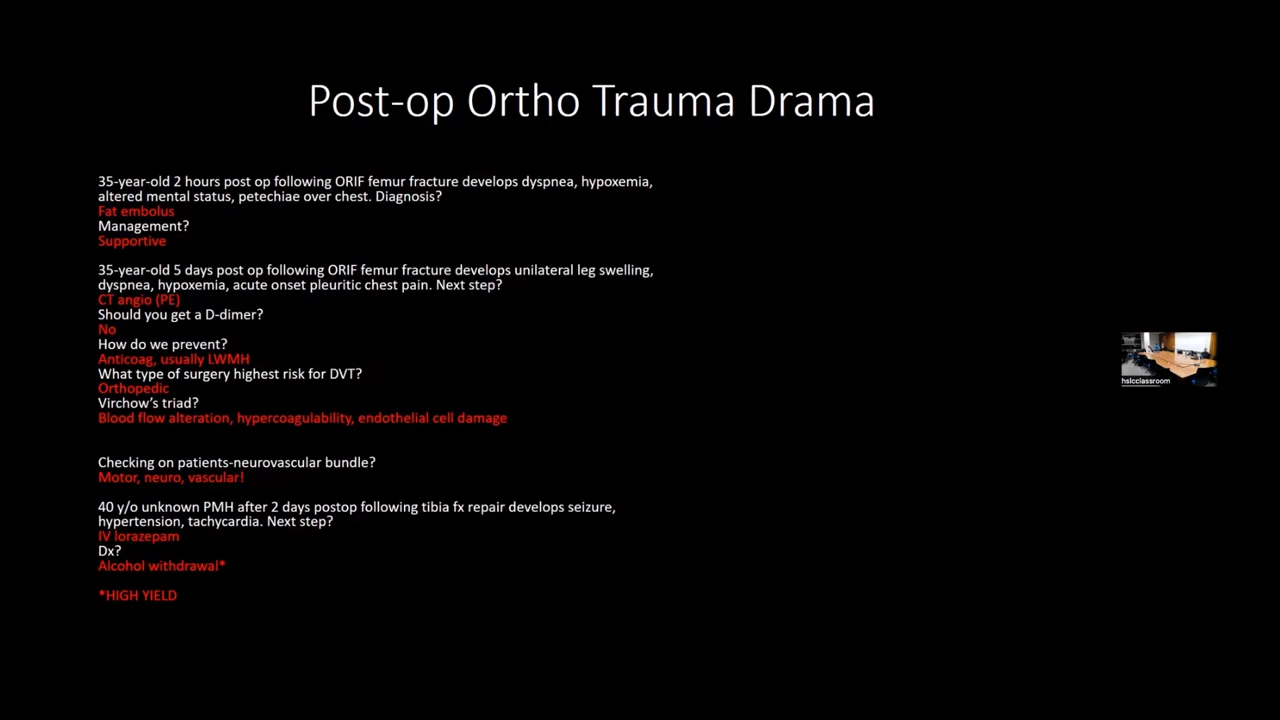 Post-op Ortho Trauma Drama
35-year-old 2 hours post op following ORIF femur fracture develops dyspnea, hypoxemia,
altered mental status, petechiae over chest. Diagnosis?
Fat embolus
Management?
Supportive
35-year-old 5 days post op following ORIF femur fracture develops unilateral leg swelling,
dyspnea, hypoxemia, acute onset pleuritic chest pain. Next step?
CT angio (PE)
Should you get a D-dimer?
No
How do we prevent?
Anticoag, usually LWMH
What type of surgery highest risk for DVT?
Orthopedic
Virchow's triad?
Blood flow alteration, hypercoagulability, endothelial cell damage
Checking on patients-neurovascular bundle?
Motor, neuro, vascular!
40 y/o unknown PMH after 2 days postop following tibia fx repair develops seizure,
hypertension, tachycardia. Next step?
IV lorazepam
Dx?
Alcohol withdrawal*
*HIGH YIELD
hslcclassroom